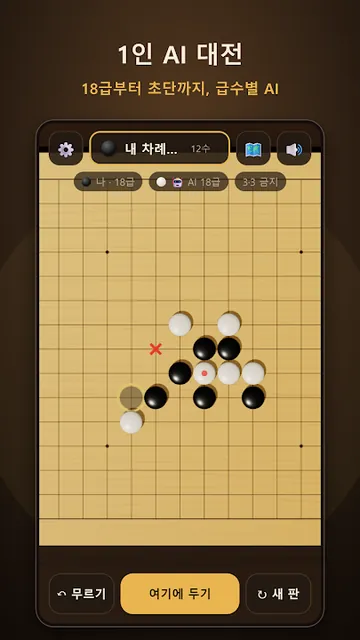 1인 AI 대전
18급부터 초단까지, 급수별 AI
내 차례... 12수
나 · 18급 AI 18급 3·3 금지
무르기 여기에 두기 새 판